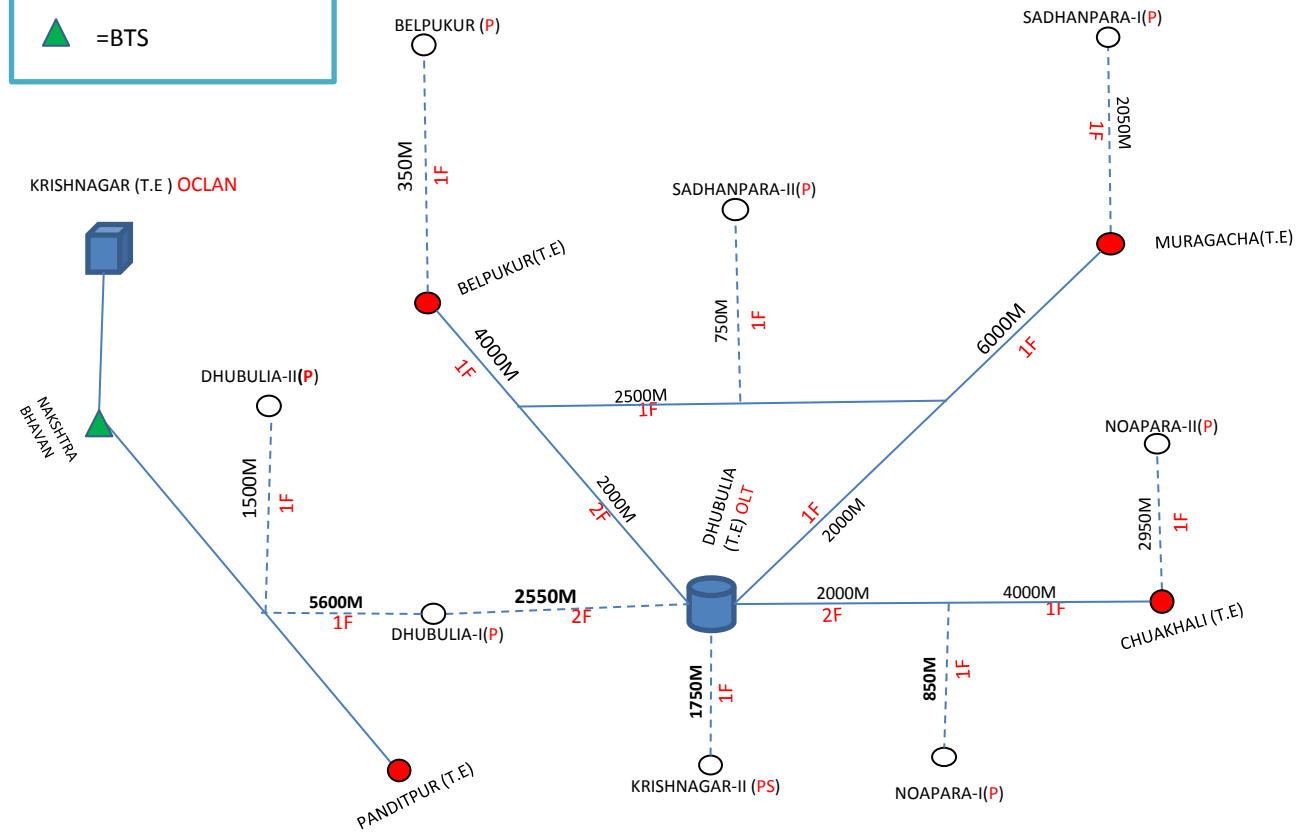 =BTS
BELPUKUR (P)
SADHANPARA-I(P)
2050M
1F
350M
1F
KRISHNAGAR (T.E ) OCLAN
SADHANPARA-II(P)
MURAGACHA(T.E)
BELPUKUR(T.E)
750M
1F
6000M
1F
4000M
1F
DHUBULIA-II(P)
2500M
1F
NAKSHTRA
BHAVAN
NOAPARA-II(P)
1500M
1F
2000M
2F
DHUBULIA
(T.E) OLT
1F
2000M
2950M
1F
5600M
1F
2550M
2F
2000M
2F
4000M
1F
DHUBULIA-I(P)
CHUAKHALI (T.E)
1750M
1F
850M
1F
PANDITPUR (T.E)
KRISHNAGAR-II (PS)
NOAPARA-I(P)